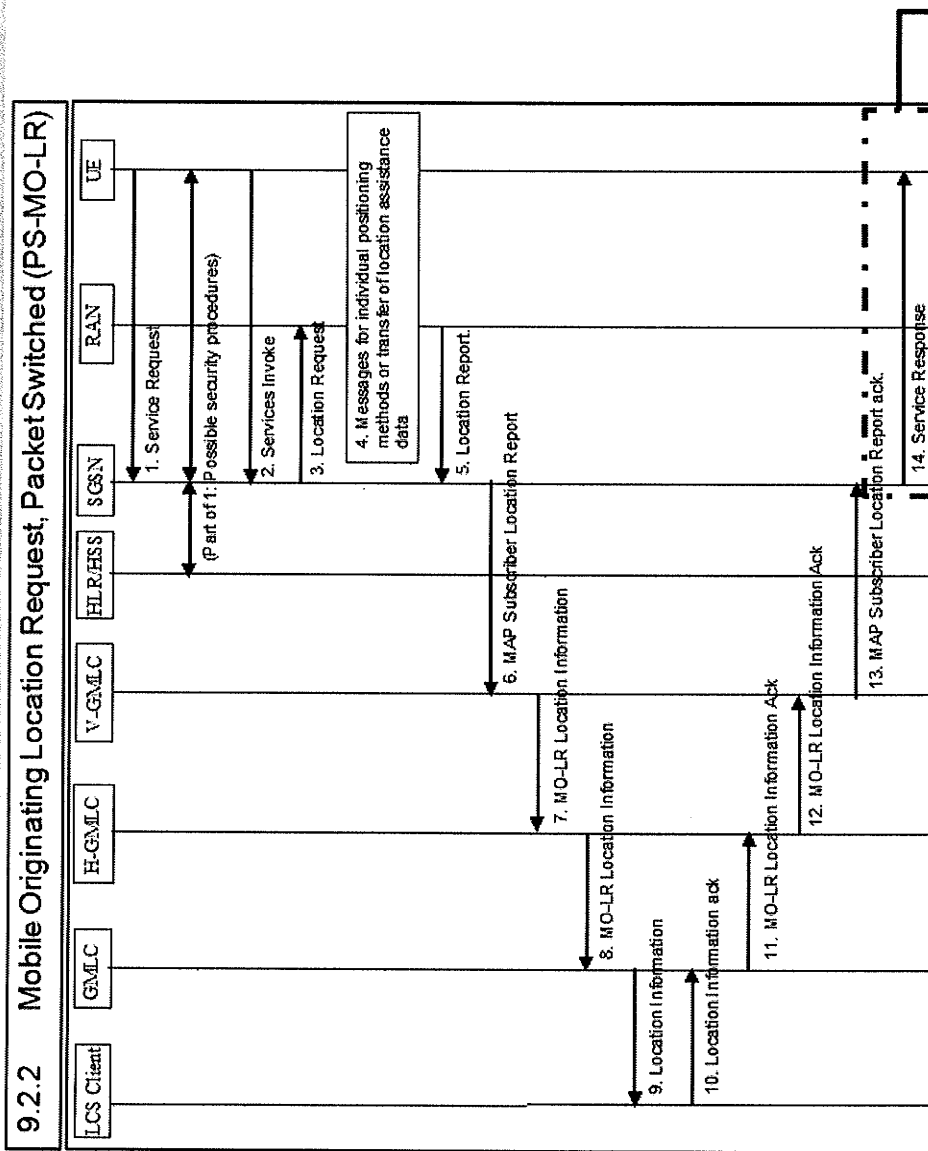 9.2.2 Mobile Originating Location Request, Packet Switched (PS-MO-LR)
LCS Client
GMLC
H-GMLC
V-GMLC
HLR/HSS
SGSN
RAN
UE
1. Service Request
(Part of 1: Possible security procedures)
2. Services Invoke
3. Location Request
4. Messages for individual positioning
methods or transfer of location assistance
data
5. Location Report.
6. MAP Subscriber Location Report
7. MO-LR Location Information
8. MO-LR Location Information
9. Location Information
10. Location Information ack
11. MO-LR Location Information Ack
12. MO-LR Location Information Ack
13. MAP Subscriber Location Report ack.
14. Service Response